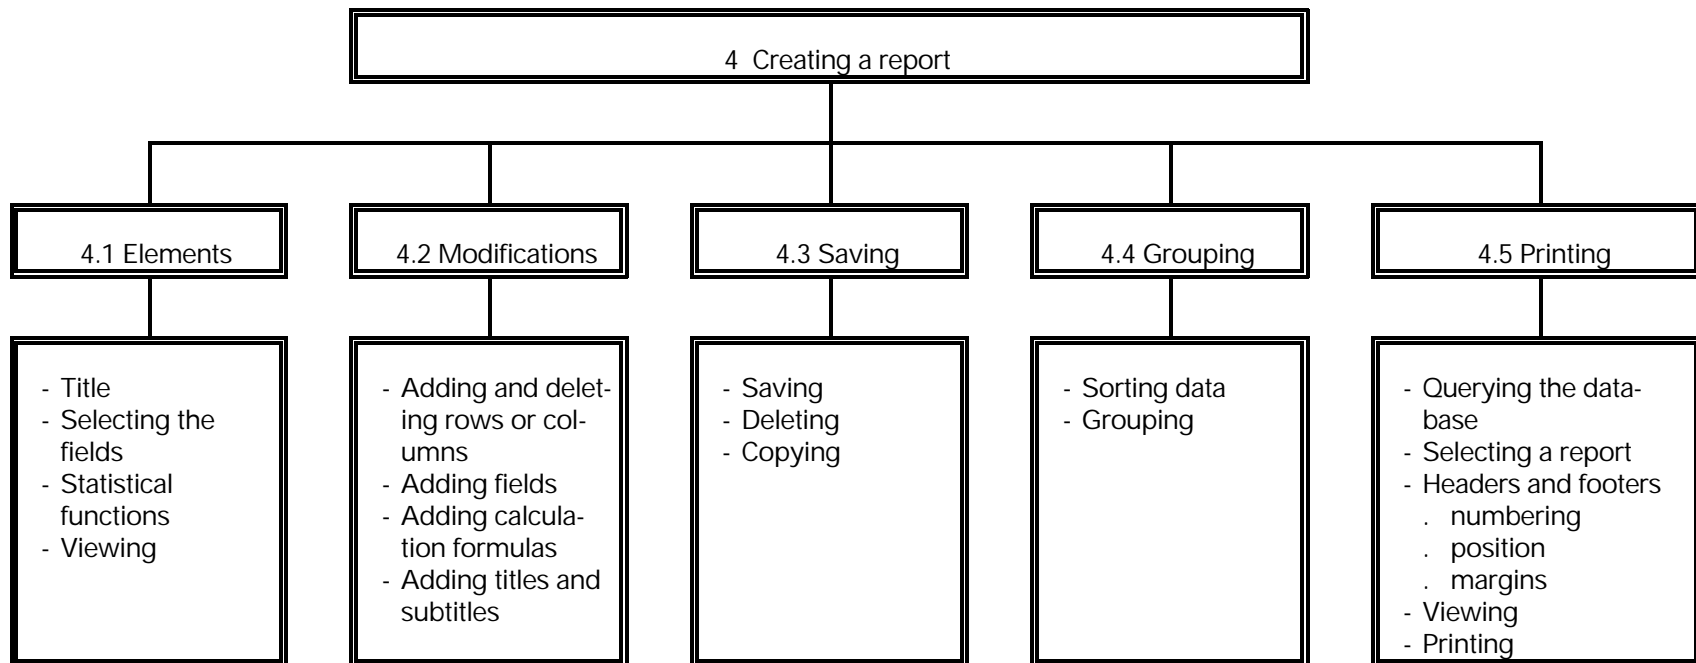 4 Creating a report
4.1 Elements
4.2 Modifications
4.3 Saving
4.4 Grouping
4.5 Printing
- Title
- Selecting the
fields
- Statistical
functions
- Viewing
- Adding and delet-
ing rows or col-
umns
- Adding fields
- Adding calcula-
tion formulas
- Adding titles and
subtitles
- Saving
- Deleting
- Copying
- Sorting data
- Grouping
- Querying the data-
base
- Selecting a report
- Headers and footers
. numbering
. position
. margins
- Viewing
- Printing